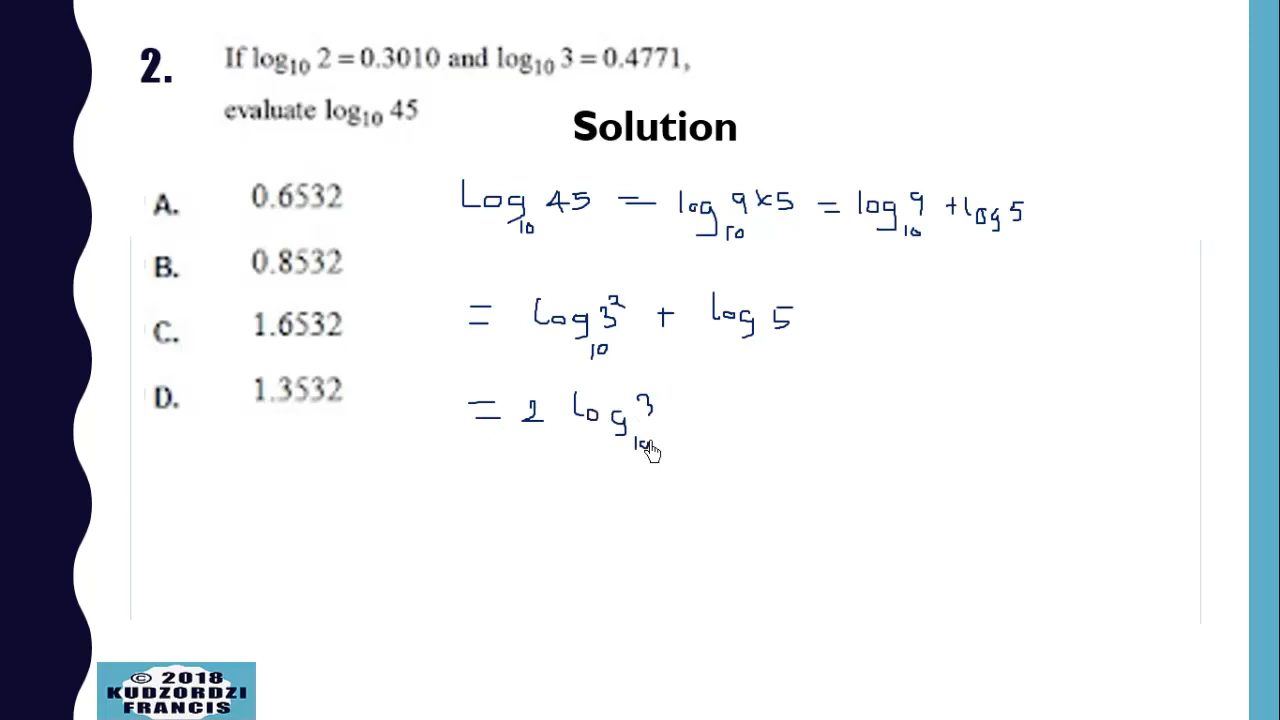 2.
If log₁₀ 2 = 0.3010 and log₁₀ 3 = 0.4771,
evaluate log₁₀ 45
Solution
A. 0.6532
B. 0.8532
C. 1.6532
D. 1.3532
Log₁₀ 45 = log₁₀ 9 x 5 = log₁₀ 9 + log 5
= log₁₀ 3² + log 5
= 2 log₁₀ 3
© 2018
KUDZORDZI
FRANCIS